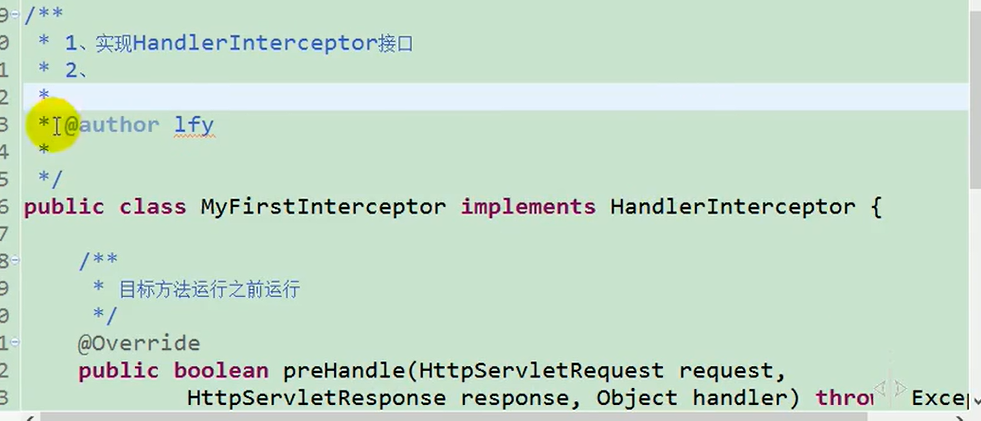 9 /**
0 * 1、实现HandlerInterceptor接口
1 * 2、
2 *
3 * @author lfy
4 *
5 */
6 public class MyFirstInterceptor implements HandlerInterceptor {
7
8 /**
9 * 目标方法运行之前运行
0 */
1 @Override
2 public boolean preHandle(HttpServletRequest request,
3 HttpServletResponse response, Object handler) throw Excep